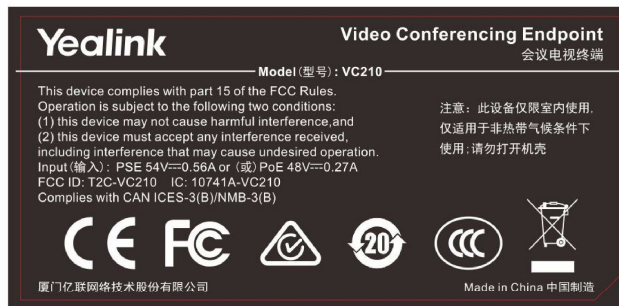 Yealink
Video Conferencing Endpoint
会议电视终端
Model(型号): VC210
This device complies with part 15 of the FCC Rules.
Operation is subject to the following two conditions:
(1) this device may not cause harmful interference,and
(2) this device must accept any interference received,
including interference that may cause undesired operation.
Input(输入): PSE 54V⎓0.56A or (或)PoE 48V⎓0.27A
FCC ID: T2C-VC210 IC: 10741A-VC210
Complies with CAN ICES-3(B)/NMB-3(B)
注意: 此设备仅限室内使用,
仅适用于非热带气候条件下
使用;请勿打开机壳
CE FC 20 CCC
厦门亿联网络技术股份有限公司
Made in China 中国制造